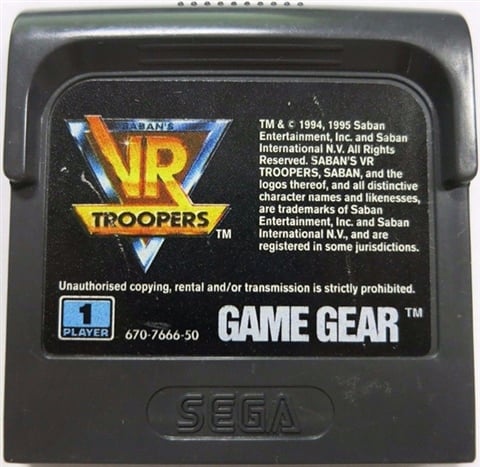 SABAN'S
VR
TROOPERS
TM
TM & © 1994, 1995 Saban
Entertainment, Inc. and Saban
International N.V. All Rights
Reserved. SABAN'S VR
TROOPERS, SABAN, and the
logos thereof, and all distinctive
character names and likenesses,
are trademarks of Saban
Entertainment, Inc. and Saban
International N.V., and are
registered in some jurisdictions.
Unauthorised copying, rental and/or transmission is strictly prohibited.
1
PLAYER
670-7666-50
GAME GEAR™
SEGA